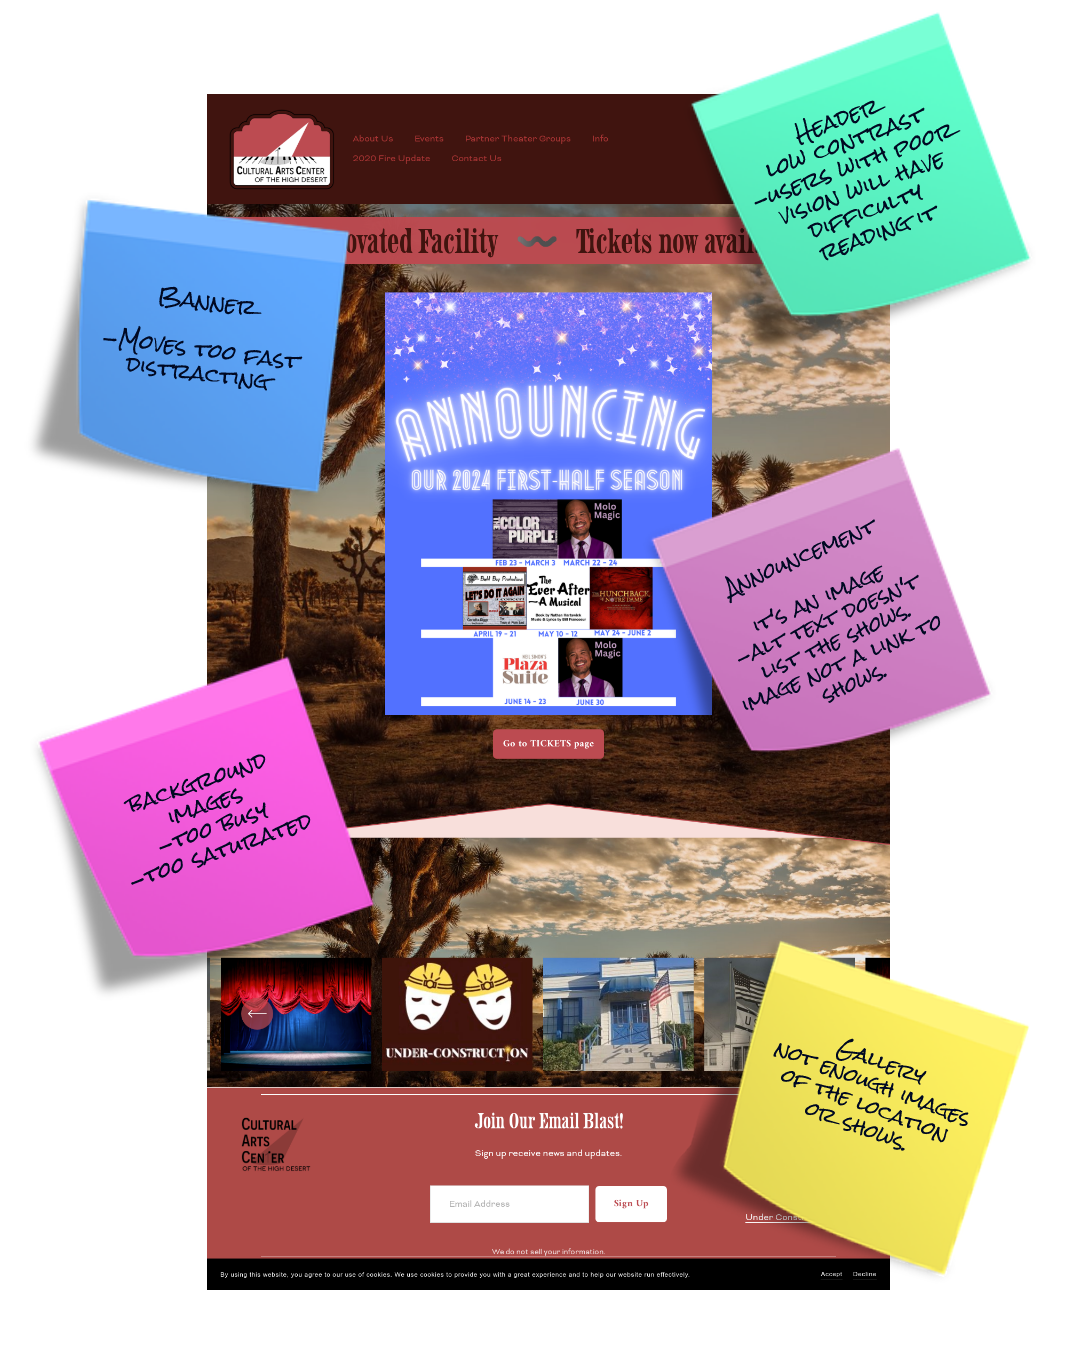 Header
low contrast
-users with poor
vision will have
difficulty
reading it
About Us Events Partner Theater Groups Info
2020 Fire Update Contact Us
Cultural Arts Center
of the High Desert
ovated Facility Tickets now avai
Banner
-Moves too fast
distracting
ANNOUNCING
OUR 2024 FIRST-HALF SEASON
THE COLOR PURPLE
Molo Magic
FEB 23 - MARCH 3 MARCH 22 - 24
LET'S DO IT AGAIN
The Ever After
-A Musical
HUNCHBACK
of NOTRE DAME
APRIL 19 - 21 MAY 10 - 12 MAY 24 - JUNE 2
NEIL SIMON'S
Plaza Suite
Molo Magic
JUNE 14 - 23 JUNE 30
Announcement
it's an image
-alt text doesn't
list the shows.
image not a link to
shows.
Go to TICKETS page
Background
images
-too busy
-too saturated
UNDER-CONSTRUCTION
Gallery
not enough images
of the location
or shows.
Cultural
Arts
Center
of the High Desert
Join Our Email Blast!
Sign up receive news and updates.
Email Address Sign Up
Under Cons
We do not sell your information.
By using this website, you agree to our use of cookies. We use cookies to provide you with a great experience and to help our website run effectively. Accept Decline